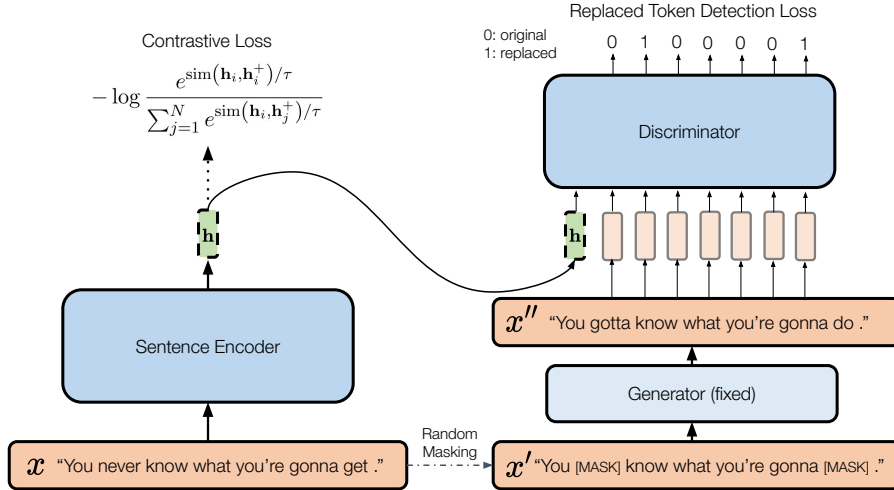 Replaced Token Detection Loss
0: original
1: replaced
0 1 0 0 0 0 1
Contrastive Loss
− log \frac{e^{sim(h_i, h_i^+)/τ}}{\sum_{j=1}^{N} e^{sim(h_i, h_j^+)/τ}}
Discriminator
h
h
x″ “You gotta know what you're gonna do .”
Sentence Encoder
Generator (fixed)
Random
Masking
x “You never know what you're gonna get .”
x′ “You [MASK] know what you're gonna [MASK] .”